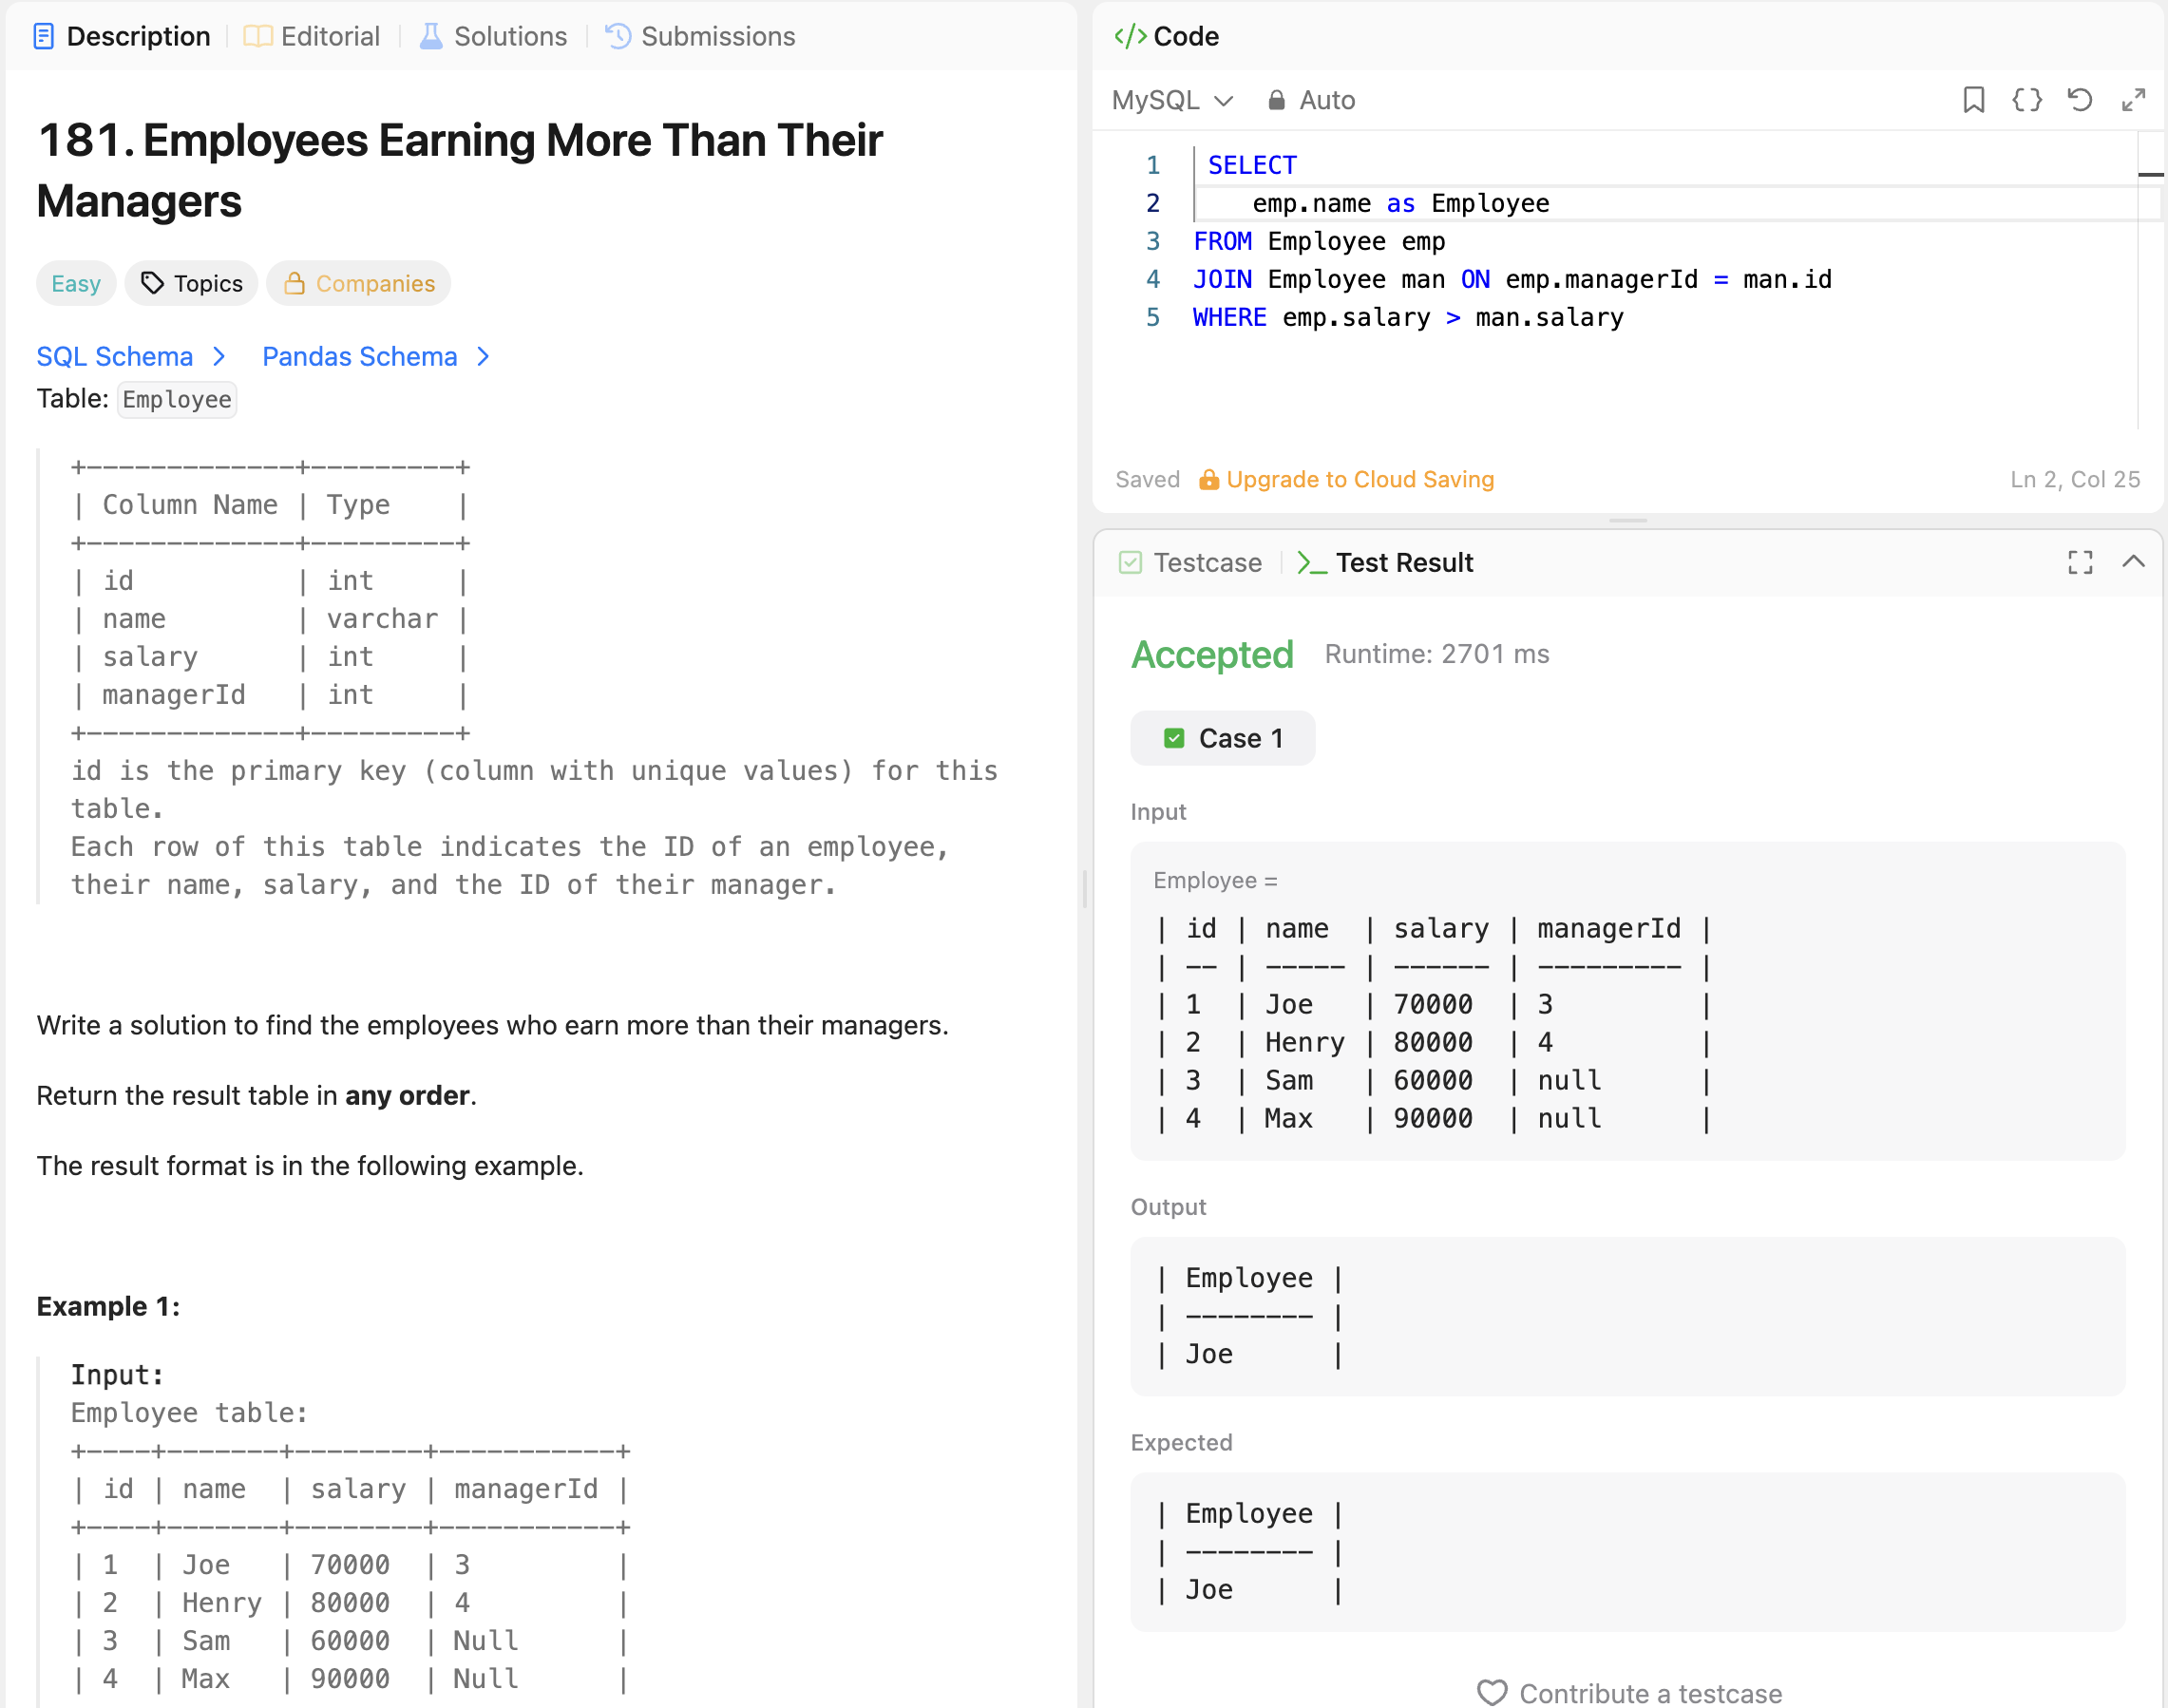 Description | Editorial | Solutions | Submissions
181. Employees Earning More Than Their
Managers
Easy Topics Companies
SQL Schema > Pandas Schema >
Table: Employee
+-------------+---------+
| Column Name | Type    |
+-------------+---------+
| id          | int     |
| name        | varchar |
| salary      | int     |
| managerId   | int     |
+-------------+---------+
id is the primary key (column with unique values) for this
table.
Each row of this table indicates the ID of an employee,
their name, salary, and the ID of their manager.
Write a solution to find the employees who earn more than their managers.
Return the result table in any order.
The result format is in the following example.
Example 1:
Input:
Employee table:
+----+-------+--------+-----------+
| id | name  | salary | managerId |
+----+-------+--------+-----------+
| 1  | Joe   | 70000  | 3         |
| 2  | Henry | 80000  | 4         |
| 3  | Sam   | 60000  | Null      |
| 4  | Max   | 90000  | Null      |
</> Code
MySQL Auto
1 SELECT
2     emp.name as Employee
3 FROM Employee emp
4 JOIN Employee man ON emp.managerId = man.id
5 WHERE emp.salary > man.salary
Saved Upgrade to Cloud Saving Ln 2, Col 25
Testcase | >_ Test Result
Accepted Runtime: 2701 ms
Case 1
Input
Employee =
| id | name  | salary | managerId |
| -- | ----- | ------ | --------- |
| 1  | Joe   | 70000  | 3         |
| 2  | Henry | 80000  | 4         |
| 3  | Sam   | 60000  | null      |
| 4  | Max   | 90000  | null      |
Output
| Employee |
| -------- |
| Joe      |
Expected
| Employee |
| -------- |
| Joe      |
Contribute a testcase